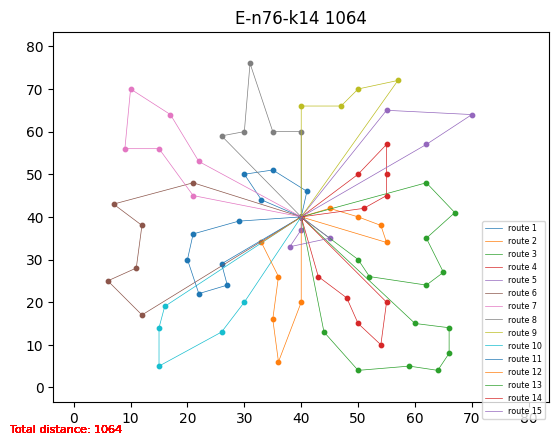 E-n76-k14 1064
80
70
60
50
40
30
20
10
0
0 10 20 30 40 50 60 70 80
route 1
route 2
route 3
route 4
route 5
route 6
route 7
route 8
route 9
route 10
route 11
route 12
route 13
route 14
route 15
Total distance: 1064